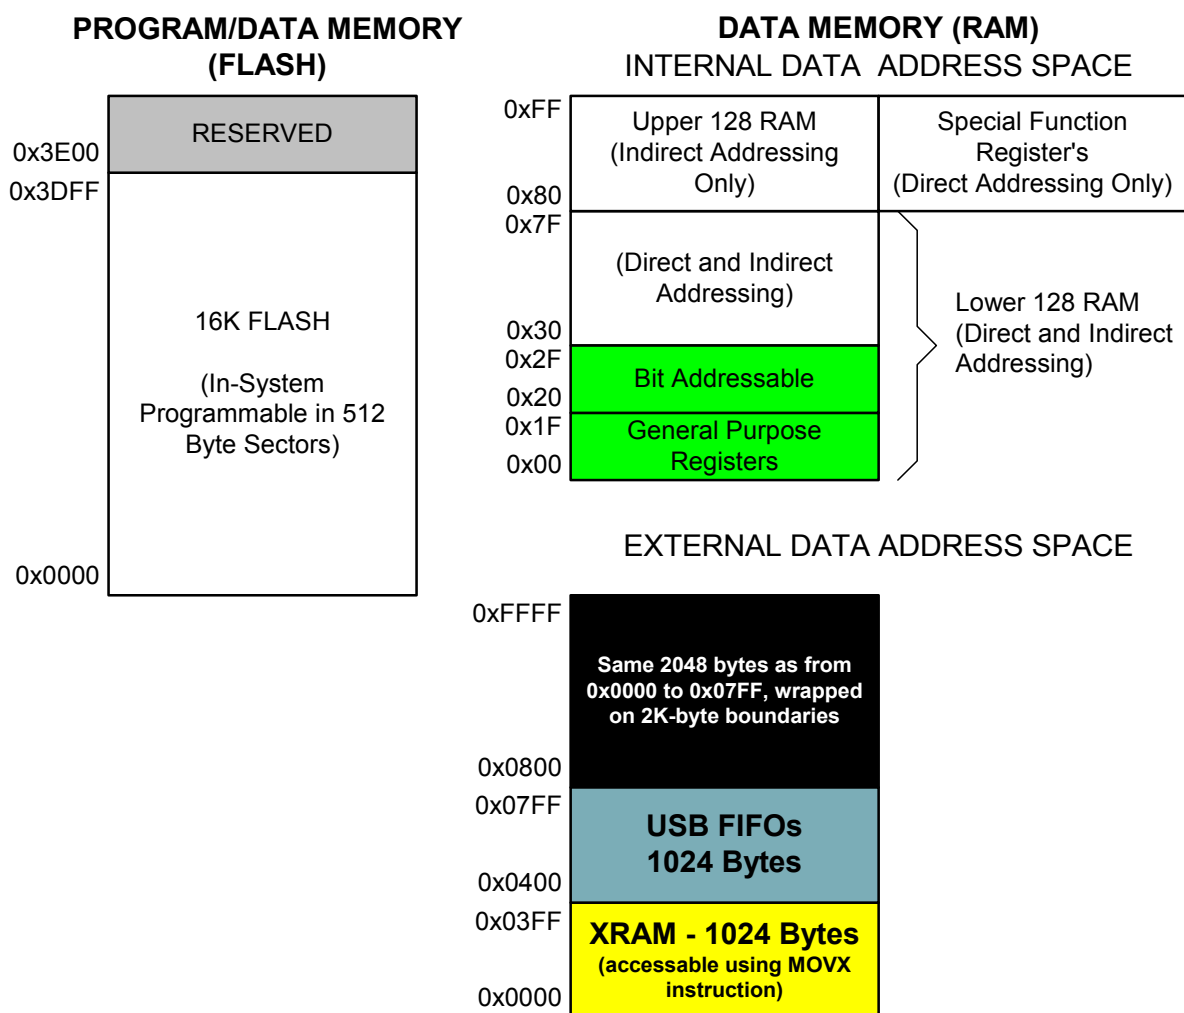 PROGRAM/DATA MEMORY
(FLASH)
RESERVED
0x3E00
0x3DFF
16K FLASH
(In-System
Programmable in 512
Byte Sectors)
0x0000
DATA MEMORY (RAM)
INTERNAL DATA ADDRESS SPACE
0xFF
Upper 128 RAM
(Indirect Addressing
Only)
0x80
Special Function
Register's
(Direct Addressing Only)
0x7F
(Direct and Indirect
Addressing)
0x30
0x2F
Bit Addressable
0x20
0x1F
General Purpose
Registers
0x00
Lower 128 RAM
(Direct and Indirect
Addressing)
EXTERNAL DATA ADDRESS SPACE
0xFFFF
Same 2048 bytes as from
0x0000 to 0x07FF, wrapped
on 2K-byte boundaries
0x0800
0x07FF
USB FIFOs
1024 Bytes
0x0400
0x03FF
XRAM - 1024 Bytes
(accessable using MOVX
instruction)
0x0000